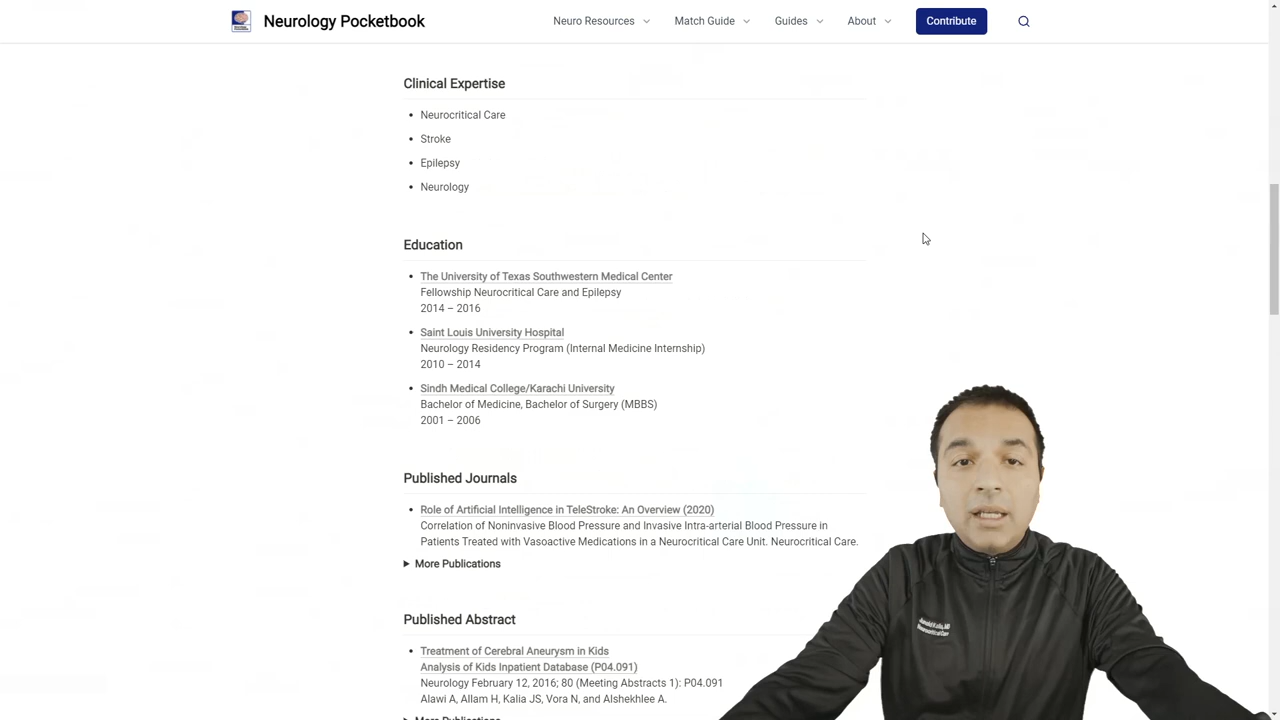 Neurology Pocketbook
Neuro Resources
Match Guide
Guides
About
Contribute
Clinical Expertise
• Neurocritical Care
• Stroke
• Epilepsy
• Neurology
Education
• The University of Texas Southwestern Medical Center
Fellowship Neurocritical Care and Epilepsy
2014 – 2016
• Saint Louis University Hospital
Neurology Residency Program (Internal Medicine Internship)
2010 – 2014
• Sindh Medical College/Karachi University
Bachelor of Medicine, Bachelor of Surgery (MBBS)
2001 – 2006
Published Journals
• Role of Artificial Intelligence in TeleStroke: An Overview (2020)
Correlation of Noninvasive Blood Pressure and Invasive Intra-arterial Blood Pressure in
Patients Treated with Vasoactive Medications in a Neurocritical Care Unit. Neurocritical Care.
More Publications
Published Abstract
• Treatment of Cerebral Aneurysm in Kids
Analysis of Kids Inpatient Database (P04.091)
Neurology February 12, 2016; 80 (Meeting Abstracts 1): P04.091
Alawi A, Allam H, Kalia JS, Vora N, and Alshekhlee A.
More Publications
Kalia, MD
Neurocritical Care